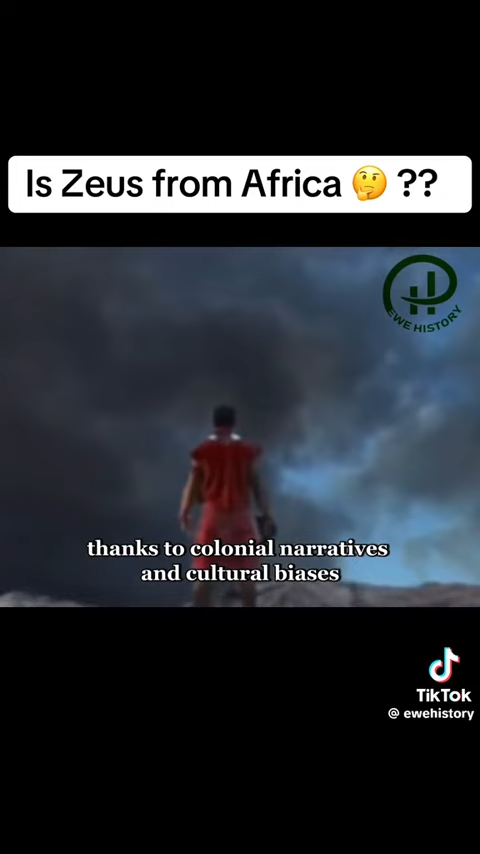 Is Zeus from Africa 🤔 ??
EWE HISTORY
thanks to colonial narratives
and cultural biases
TikTok
@ ewehistory